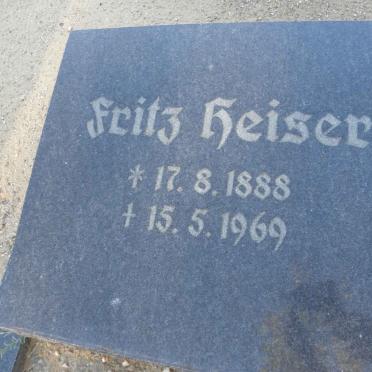 Fritz Heiser
* 17. 8. 1888
† 15. 5. 1969